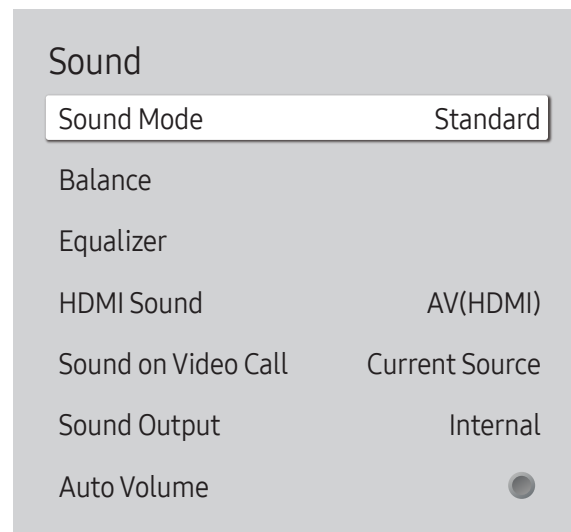 Sound
Sound Mode Standard
Balance
Equalizer
HDMI Sound AV(HDMI)
Sound on Video Call Current Source
Sound Output Internal
Auto Volume